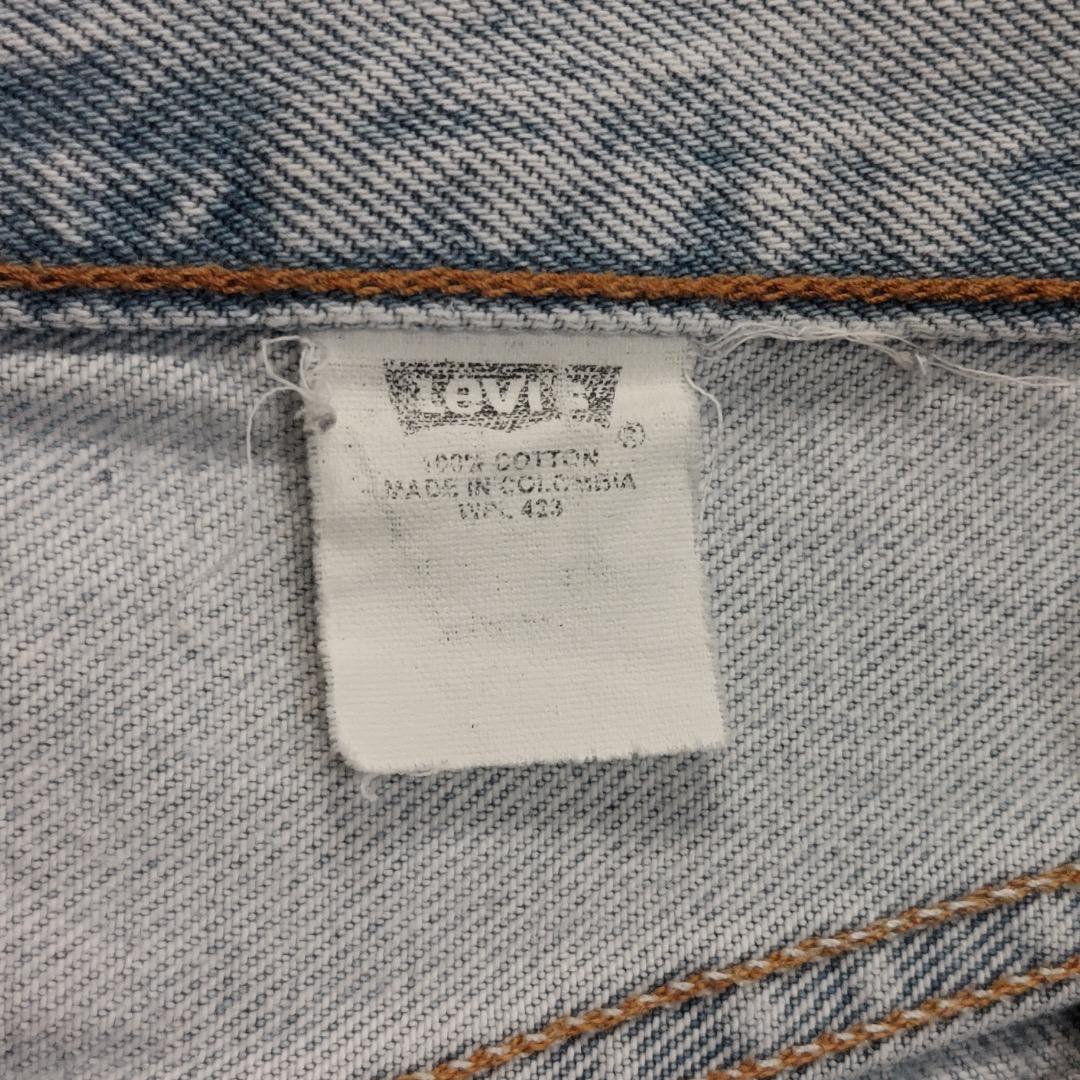 Levi's
®
100% COTTON
MADE IN COLOMBIA
WPL 423